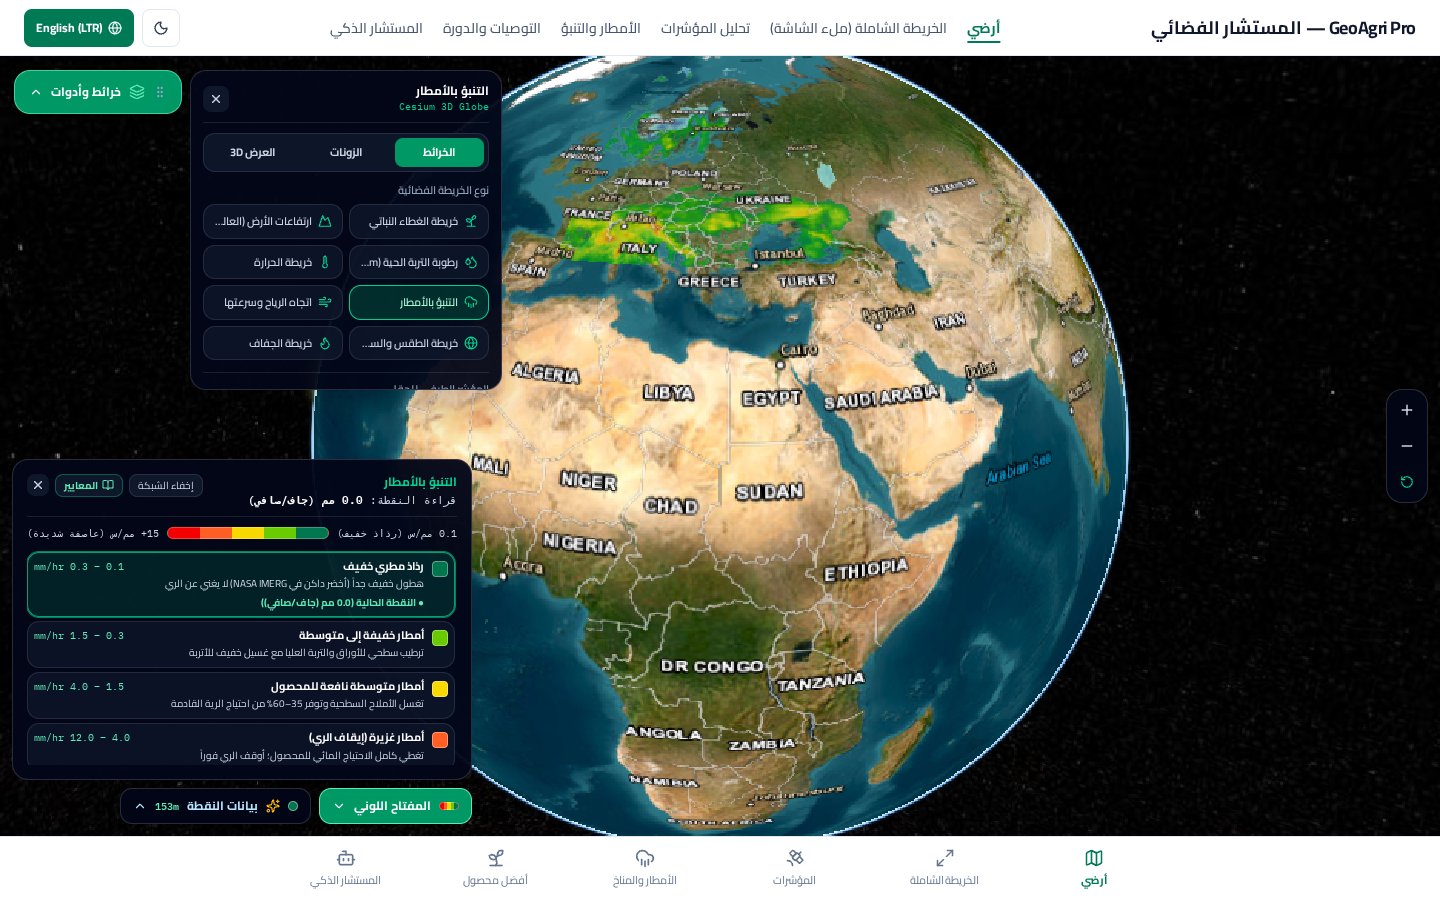 GeoAgri Pro — المستشار الفضائي
أرضي
الخريطة الشاملة (ملء الشاشة)
تحليل المؤشرات
الأمطار والتنبؤ
التوصيات والدورة
المستشار الذكي
English (LTR)
خرائط وأدوات
التنبؤ بالأمطار
Cesium 3D Globe
الخرائط
الزونات
العرض 3D
نوع الخريطة الفضائية
خريطة الغطاء النباتي
ارتفاعات الأرض (العالـ...
رطوبة التربة الحية (m...
خريطة الحرارة
التنبؤ بالأمطار
اتجاه الرياح وسرعتها
خريطة الطقس والسـ...
خريطة الجفاف
GERMANY
POLAND
UKRAINE
FRANCE
Milan
ITALY
Madrid
SPAIN
Istanbul
GREECE
TURKEY
Baghdad
IRAN
Cairo
Dubai
INDIA
Mumbai
ALGERIA
LIBYA
EGYPT
SAUDI ARABIA
Arabian Sea
MALI
NIGER
CHAD
SUDAN
NIGERIA
Accra
ETHIOPIA
DR CONGO
TANZANIA
ANGOLA
ZAMBIA
NAMIBIA
التنبؤ بالأمطار
قراءة النقطة: 0.0 مم (جاف/صافي)
إخفاء الشبكة
المعايير
0.1 مم/س (رذاذ خفيف)
15+ مم/س (عاصفة شديدة)
رذاذ مطري خفيف
0.1 – 0.3 mm/hr
هطول خفيف جداً (أخضر داكن في NASA IMERG) لا يغني عن الري
● النقطة الحالية (0.0 مم (جاف/صافي))
أمطار خفيفة إلى متوسطة
0.3 – 1.5 mm/hr
ترطيب سطحي للأوراق والتربة العليا مع غسيل خفيف للأتربة
أمطار متوسطة نافعة للمحصول
1.5 – 4.0 mm/hr
تغسل الأملاح السطحية وتوفر 35–60% من احتياج الرية القادمة
أمطار غزيرة (إيقاف الري)
4.0 – 12.0 mm/hr
تغطي كامل الاحتياج المائي للمحصول؛ أوقف الري فوراً
المفتاح اللوني
بيانات النقطة
153m
أرضي
الخريطة الشاملة
المؤشرات
الأمطار والمناخ
أفضل محصول
المستشار الذكي